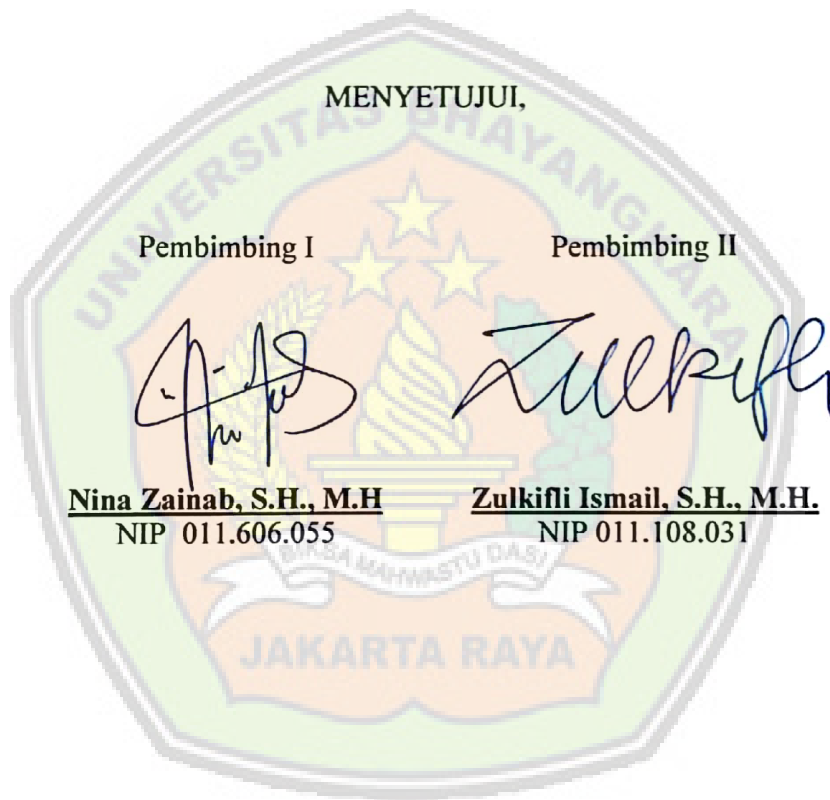 MENYETUJUI,
UNIVERSITAS BHAYANGKARA
Pembimbing I Pembimbing II
Zulkifli
Nina Zainab, S.H., M.H Zulkifli Ismail, S.H., M.H.
NIP 011.606.055 NIP 011.108.031
BIKSA MAHWASTU DASI
JAKARTA RAYA